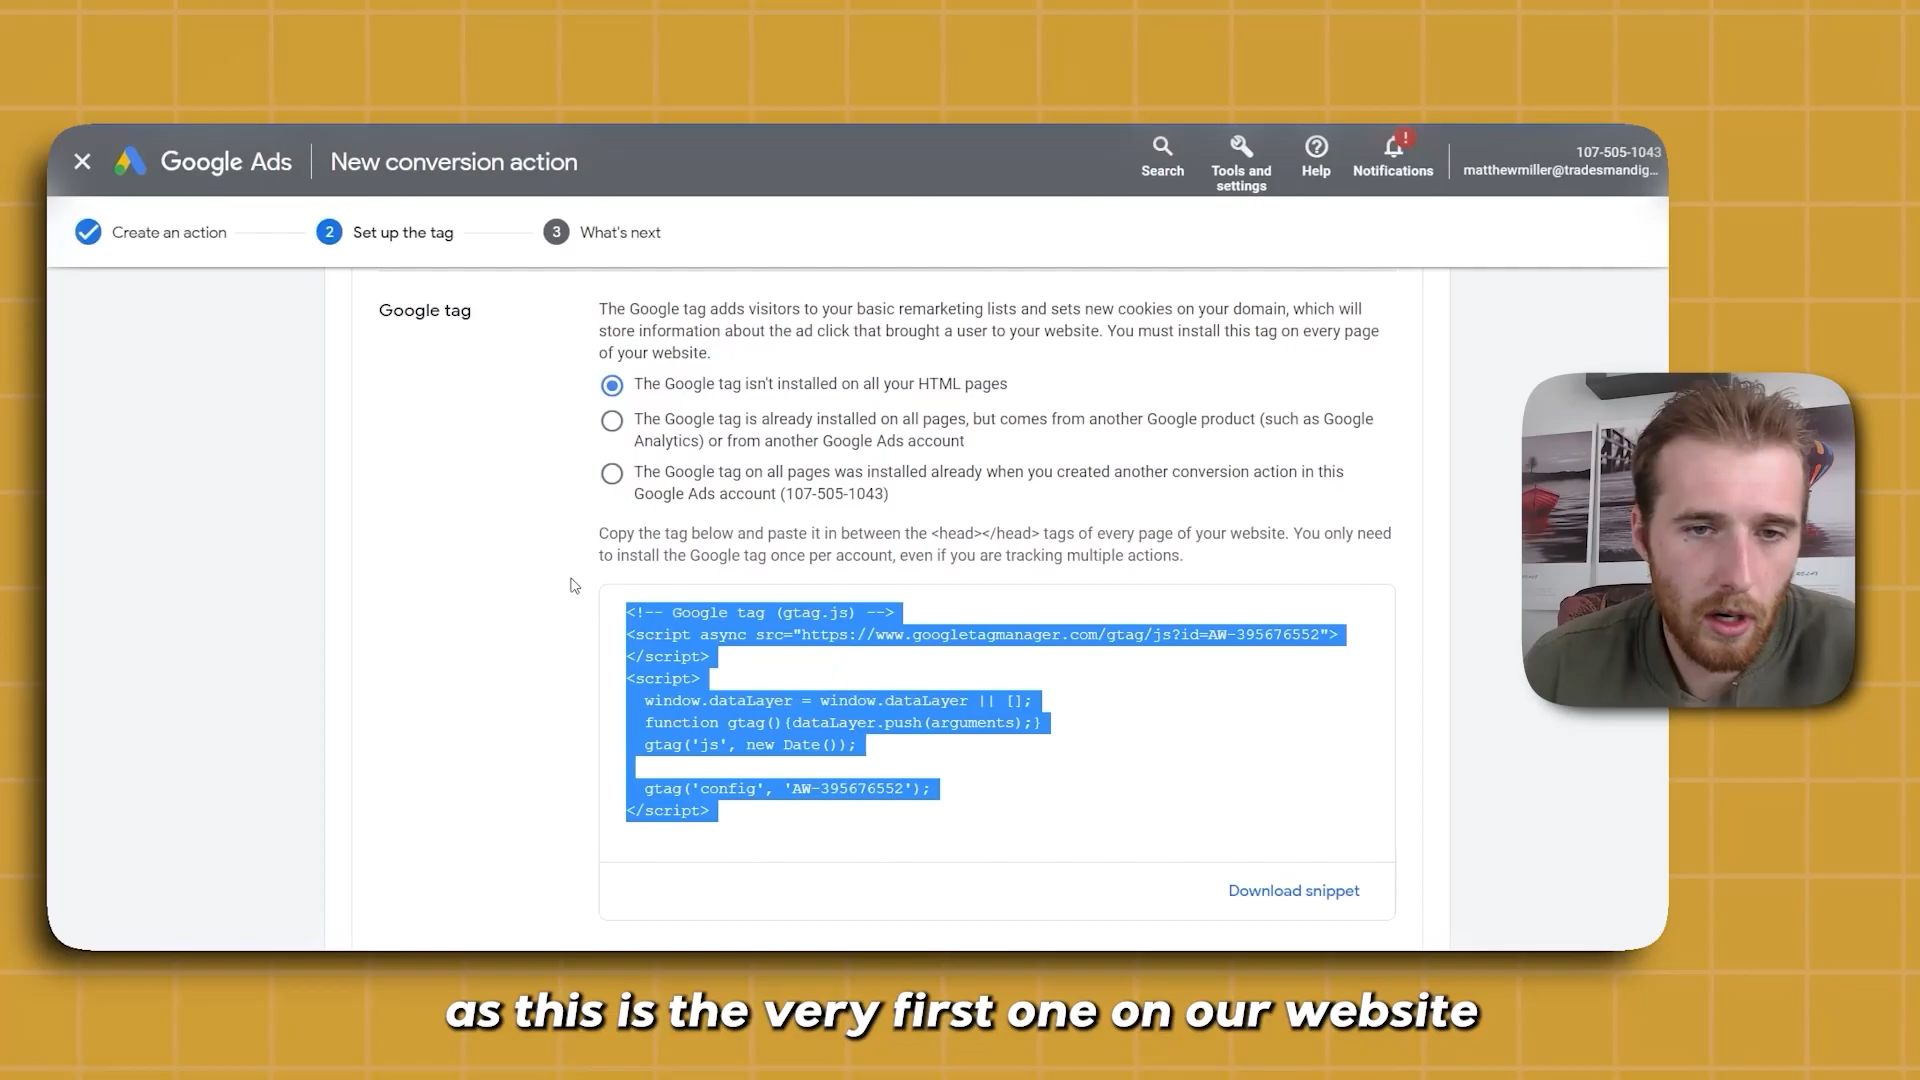 Google Ads
New conversion action
Search
Tools and
settings
Help
!
Notifications
107-505-1043
matthewmiller@tradesmandig...
Create an action
2
Set up the tag
3
What's next
Google tag
The Google tag adds visitors to your basic remarketing lists and sets new cookies on your domain, which will
store information about the ad click that brought a user to your website. You must install this tag on every page
of your website.
The Google tag isn't installed on all your HTML pages
The Google tag is already installed on all pages, but comes from another Google product (such as Google
Analytics) or from another Google Ads account
The Google tag on all pages was installed already when you created another conversion action in this
Google Ads account (107-505-1043)
Copy the tag below and paste it in between the <head></head> tags of every page of your website. You only need
to install the Google tag once per account, even if you are tracking multiple actions.
<!-- Google tag (gtag.js) -->
<script async src="https://www.googletagmanager.com/gtag/js?id=AW-395676552">
</script>
<script>
window.dataLayer = window.dataLayer || [];
function gtag(){dataLayer.push(arguments);}
gtag('js', new Date());
gtag('config', 'AW-395676552');
</script>
Download snippet
as this is the very first one on our website